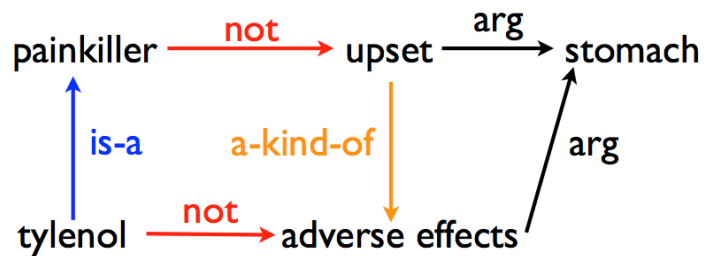 not arg
painkiller upset stomach
is-a a-kind-of arg
not
tylenol adverse effects